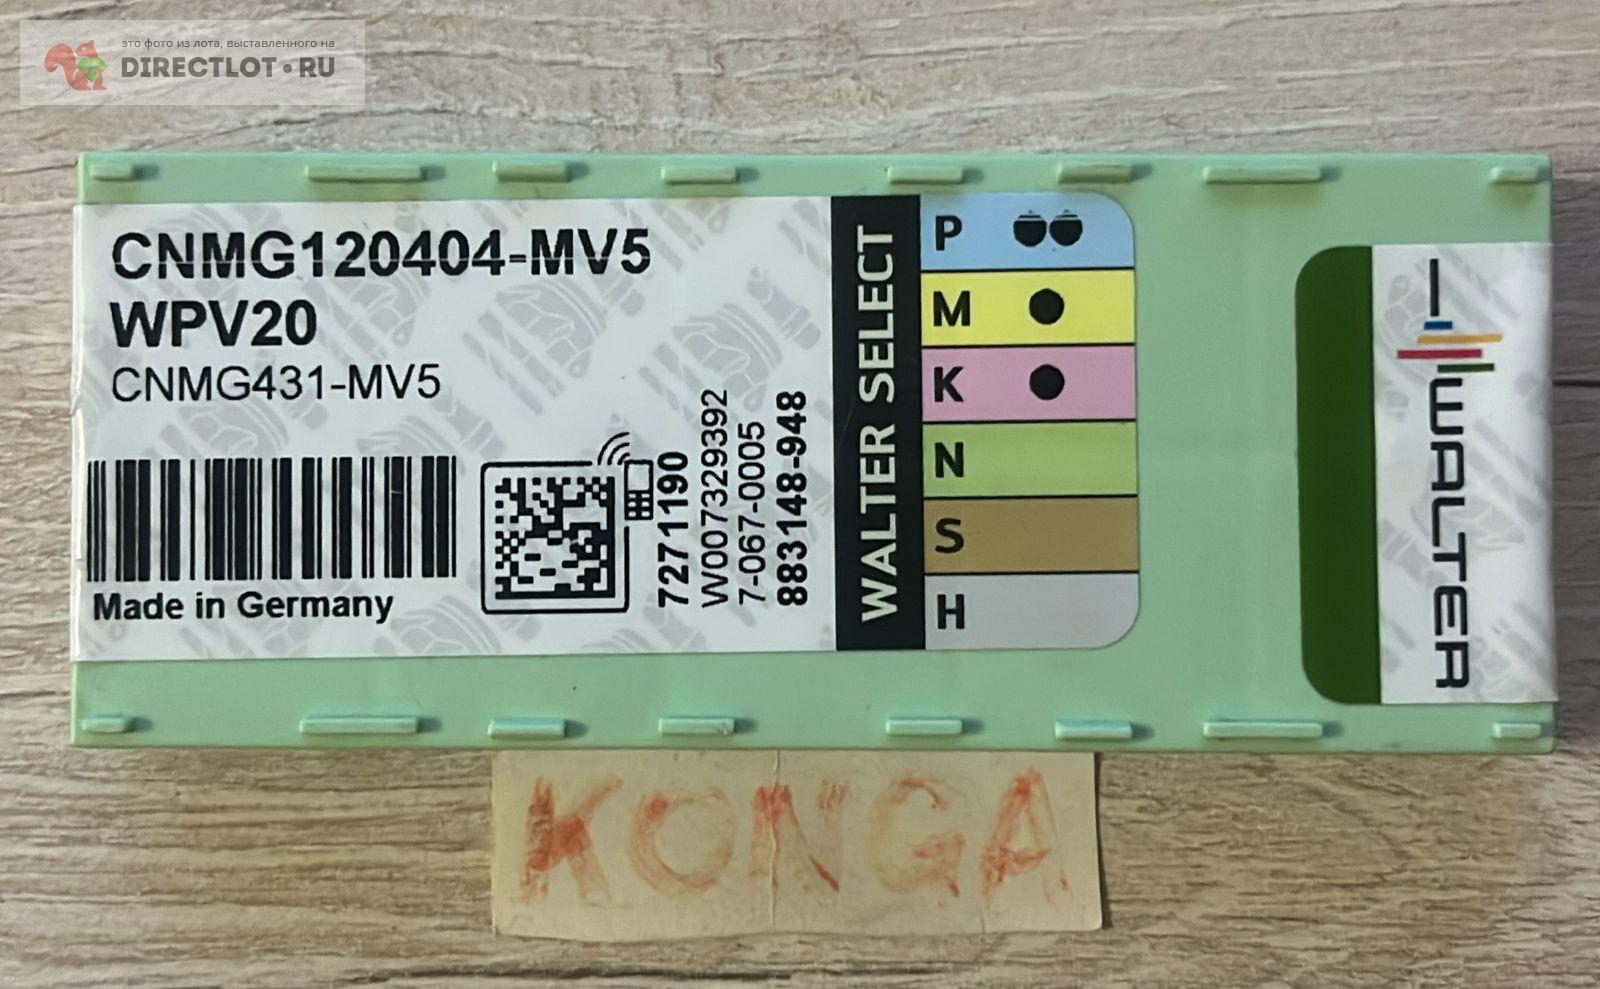 это фото из лота, выставленного на
DIRECTLOT•RU
CNMG120404-MV5
WPV20
CNMG431-MV5
Made in Germany
7271190
W007329392
7-067-0005
883148-948
WALTER SELECT
P
M
K
N
S
H
WALTER
KONGA